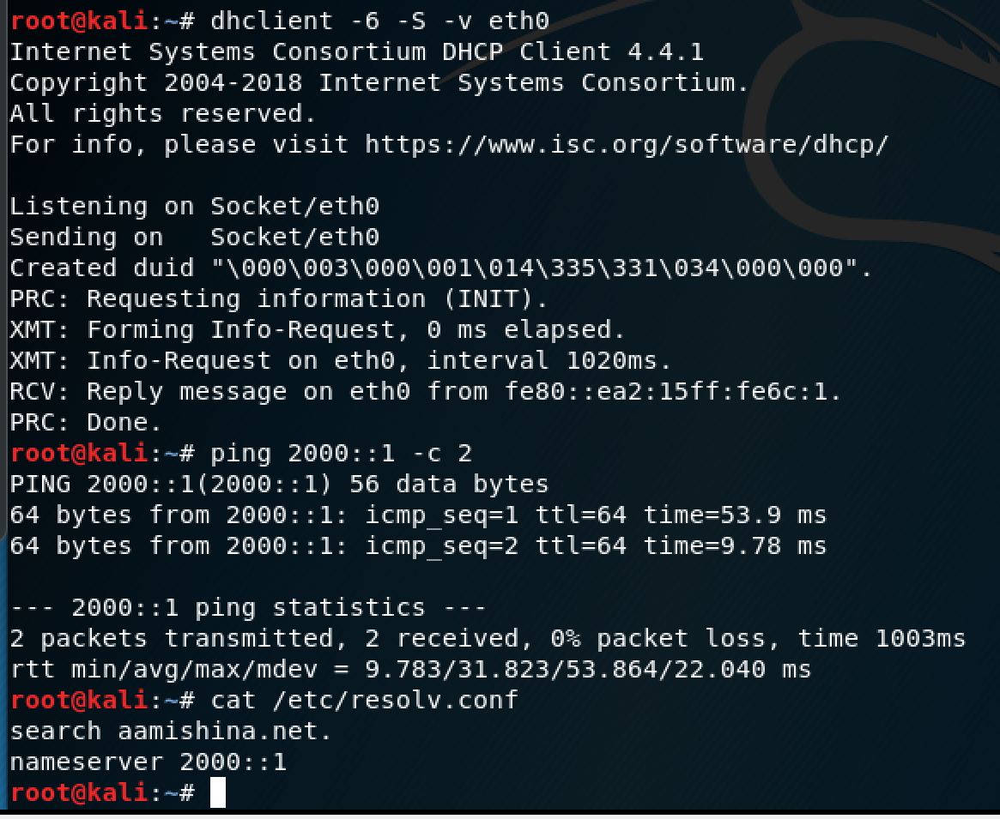 root@kali:~# dhclient -6 -S -v eth0
Internet Systems Consortium DHCP Client 4.4.1
Copyright 2004-2018 Internet Systems Consortium.
All rights reserved.
For info, please visit https://www.isc.org/software/dhcp/
Listening on Socket/eth0
Sending on   Socket/eth0
Created duid "\000\003\000\001\014\335\331\034\000\000".
PRC: Requesting information (INIT).
XMT: Forming Info-Request, 0 ms elapsed.
XMT: Info-Request on eth0, interval 1020ms.
RCV: Reply message on eth0 from fe80::ea2:15ff:fe6c:1.
PRC: Done.
root@kali:~# ping 2000::1 -c 2
PING 2000::1(2000::1) 56 data bytes
64 bytes from 2000::1: icmp_seq=1 ttl=64 time=53.9 ms
64 bytes from 2000::1: icmp_seq=2 ttl=64 time=9.78 ms
--- 2000::1 ping statistics ---
2 packets transmitted, 2 received, 0% packet loss, time 1003ms
rtt min/avg/max/mdev = 9.783/31.823/53.864/22.040 ms
root@kali:~# cat /etc/resolv.conf
search aamishina.net.
nameserver 2000::1
root@kali:~#